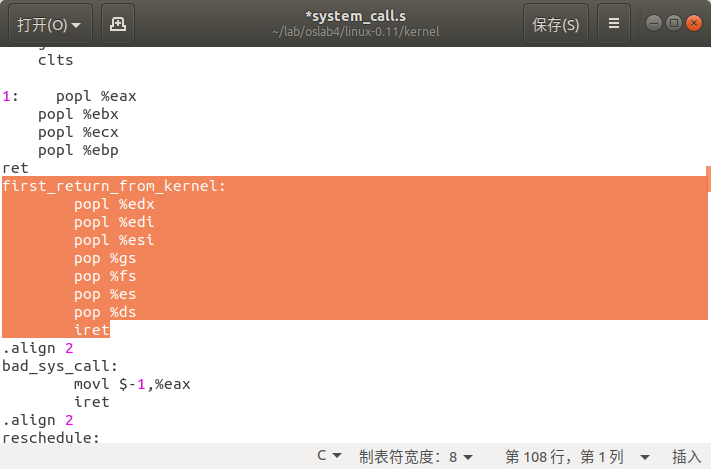 打开(O)
*system_call.s
~/lab/oslab4/linux-0.11/kernel
保存(S)
clts
1:    popl %eax
popl %ebx
popl %ecx
popl %ebp
ret
first_return_from_kernel:
popl %edx
popl %edi
popl %esi
pop %gs
pop %fs
pop %es
pop %ds
iret
.align 2
bad_sys_call:
movl $-1,%eax
iret
.align 2
reschedule:
C
制表符宽度：8
第 108 行，第 1 列
插入